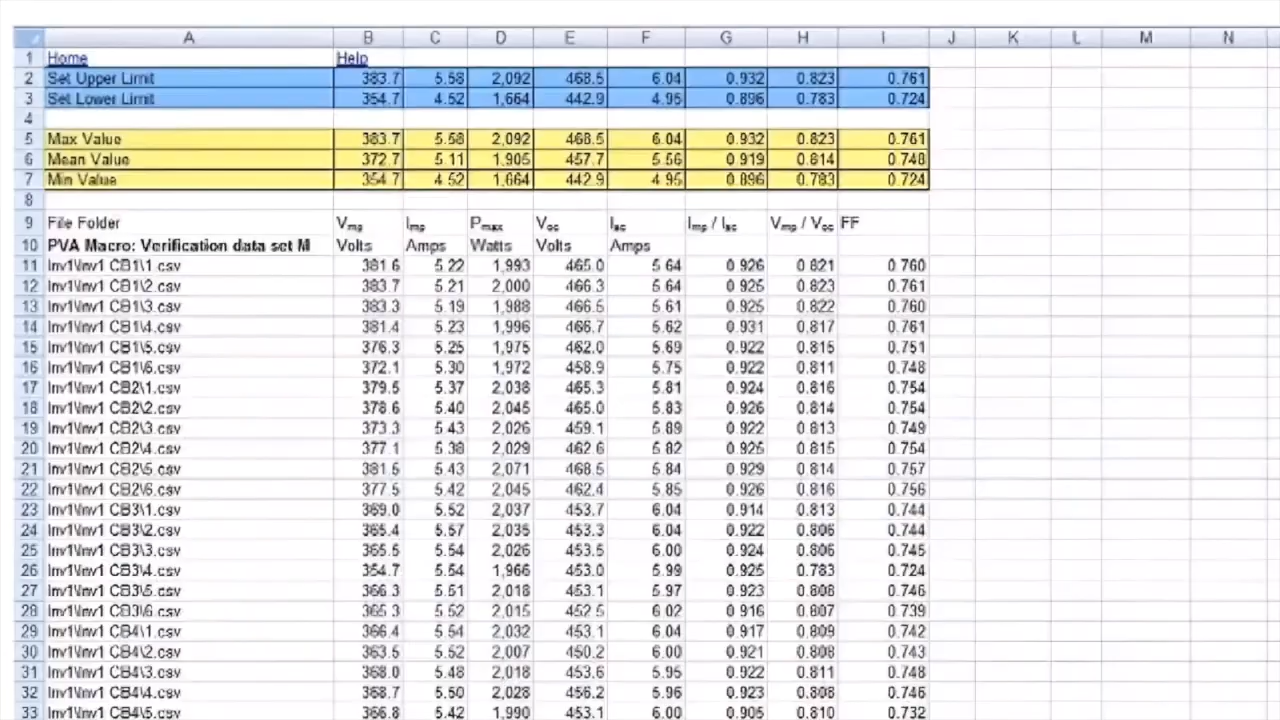 A B C D E F G H I J K L M N
1 Home Help
2 Set Upper Limit 383.7 5.58 2,092 468.5 6.04 0.932 0.823 0.761
3 Set Lower Limit 354.7 4.52 1,664 442.9 4.95 0.896 0.783 0.724
4
5 Max Value 383.7 5.58 2,092 468.5 6.04 0.932 0.823 0.761
6 Mean Value 372.7 5.11 1,905 457.7 5.56 0.919 0.814 0.748
7 Min Value 354.7 4.52 1,664 442.9 4.95 0.896 0.783 0.724
8
9 File Folder Vmp Imp Pmax Voc Isc Imp / Isc Vmp / Voc FF
10 PVA Macro: Verification data set M Volts Amps Watts Volts Amps
11 Inv1\Inv1 CB1\1.csv 381.6 5.22 1,993 465.0 5.64 0.926 0.821 0.760
12 Inv1\Inv1 CB1\2.csv 383.7 5.21 2,000 466.3 5.64 0.925 0.823 0.761
13 Inv1\Inv1 CB1\3.csv 383.3 5.19 1,988 466.5 5.61 0.925 0.822 0.760
14 Inv1\Inv1 CB1\4.csv 381.4 5.23 1,996 466.7 5.62 0.931 0.817 0.761
15 Inv1\Inv1 CB1\5.csv 376.3 5.25 1,975 462.0 5.69 0.922 0.815 0.751
16 Inv1\Inv1 CB1\6.csv 372.1 5.30 1,972 458.9 5.75 0.922 0.811 0.748
17 Inv1\Inv1 CB2\1.csv 379.5 5.37 2,038 465.3 5.81 0.924 0.816 0.754
18 Inv1\Inv1 CB2\2.csv 378.6 5.40 2,045 465.0 5.83 0.926 0.814 0.754
19 Inv1\Inv1 CB2\3.csv 373.3 5.43 2,026 459.1 5.89 0.922 0.813 0.749
20 Inv1\Inv1 CB2\4.csv 377.1 5.38 2,029 462.6 5.82 0.925 0.815 0.754
21 Inv1\Inv1 CB2\5.csv 381.5 5.43 2,071 468.5 5.84 0.929 0.814 0.757
22 Inv1\Inv1 CB2\6.csv 377.5 5.42 2,045 462.4 5.85 0.926 0.816 0.756
23 Inv1\Inv1 CB3\1.csv 369.0 5.52 2,037 453.7 6.04 0.914 0.813 0.744
24 Inv1\Inv1 CB3\2.csv 365.4 5.57 2,035 453.3 6.04 0.922 0.806 0.744
25 Inv1\Inv1 CB3\3.csv 365.5 5.54 2,026 453.5 6.00 0.924 0.806 0.745
26 Inv1\Inv1 CB3\4.csv 354.7 5.54 1,966 453.0 5.99 0.925 0.783 0.724
27 Inv1\Inv1 CB3\5.csv 366.3 5.51 2,018 453.1 5.97 0.923 0.808 0.746
28 Inv1\Inv1 CB3\6.csv 365.3 5.52 2,015 452.5 6.02 0.916 0.807 0.739
29 Inv1\Inv1 CB4\1.csv 366.4 5.54 2,032 453.1 6.04 0.917 0.809 0.742
30 Inv1\Inv1 CB4\2.csv 363.5 5.52 2,007 450.2 6.00 0.921 0.808 0.743
31 Inv1\Inv1 CB4\3.csv 368.0 5.48 2,018 453.6 5.95 0.922 0.811 0.748
32 Inv1\Inv1 CB4\4.csv 368.7 5.50 2,028 456.2 5.96 0.923 0.808 0.746
33 Inv1\Inv1 CB4\5.csv 366.8 5.42 1,990 453.1 6.00 0.905 0.810 0.732